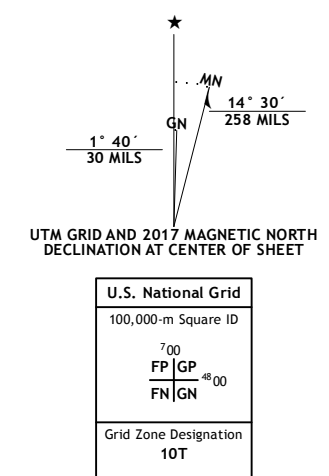 ★
MN
GN
14° 30´
258 MILS
1° 40´
30 MILS
UTM GRID AND 2017 MAGNETIC NORTH
DECLINATION AT CENTER OF SHEET
U.S. National Grid
100,000-m Square ID
⁷00
FP GP
⁴⁸00
FN GN
Grid Zone Designation
10T